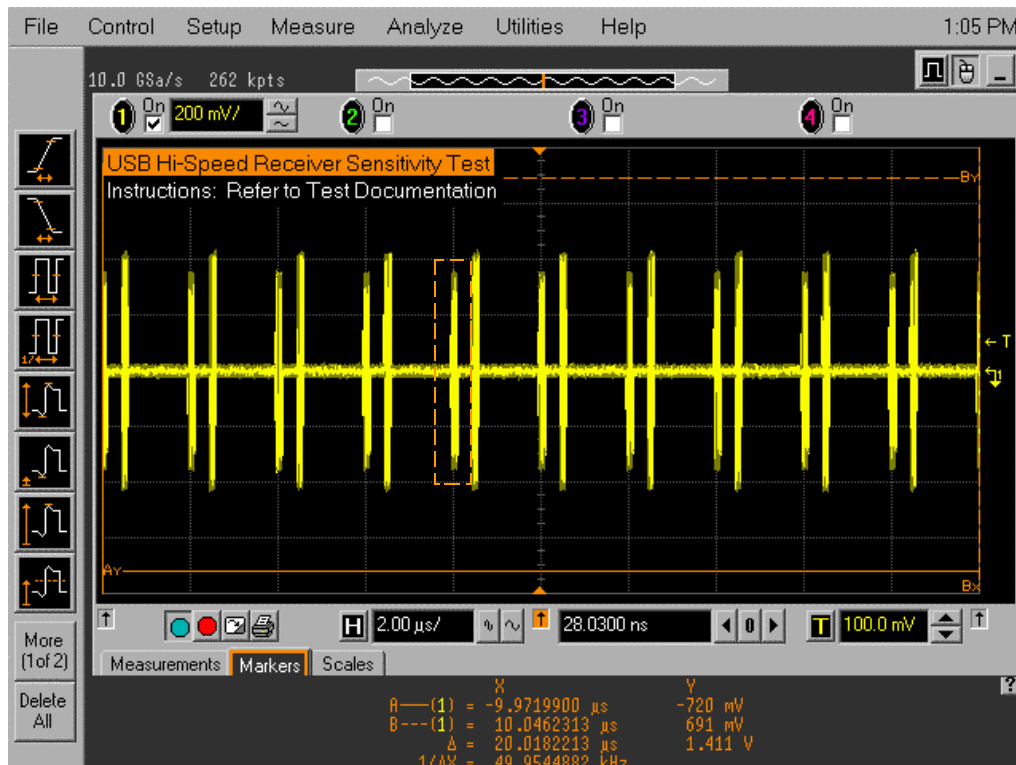 File Control Setup Measure Analyze Utilities Help 1:05 PM
10.0 GSa/s 262 kpts
1 On 200 mV/ 2 On 3 On 4 On
USB Hi-Speed Receiver Sensitivity Test
Instructions: Refer to Test Documentation
By
T
1
17
Ay
Bx
H 2.00 µs/ 28.0300 ns 0 T 100.0 mV
More
(1of 2)
Delete
All
Measurements Markers Scales
?
X Y
A——(1) = -9.9719900 µs -720 mV
B---(1) = 10.0462313 µs 691 mV
Δ = 20.0182213 µs 1.411 V
1/ΔX = 49.9544882 kHz